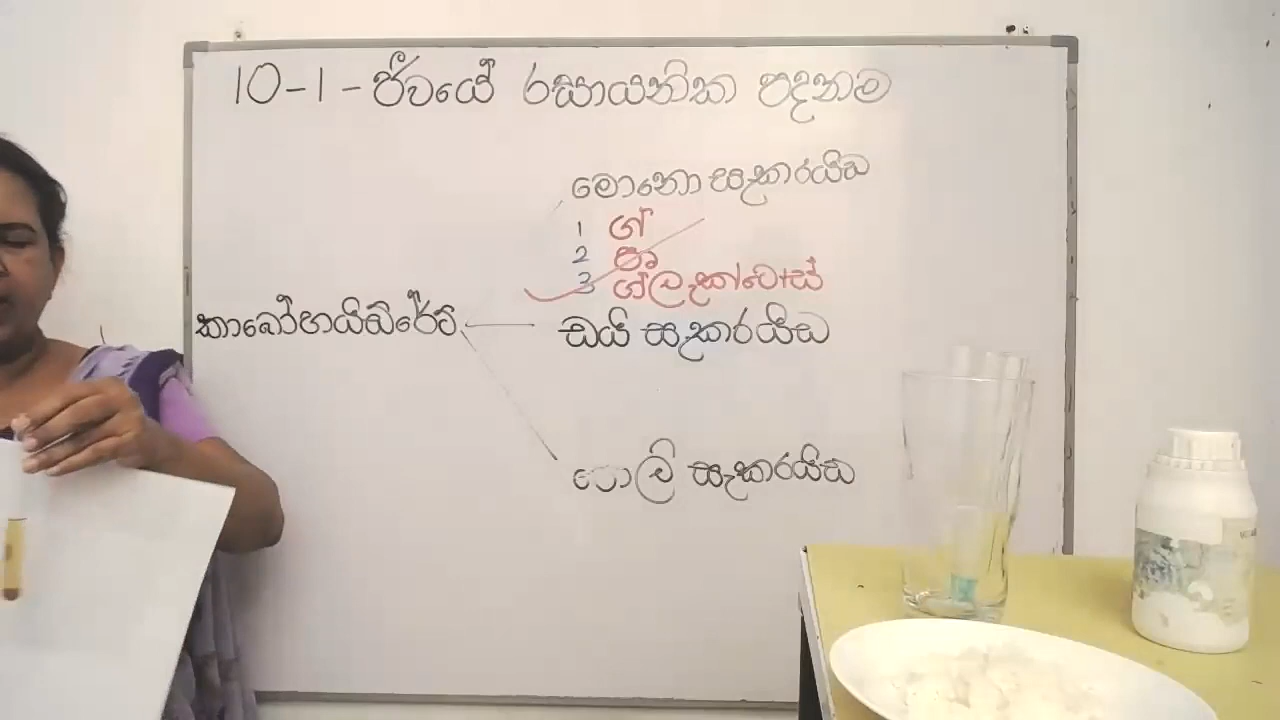 10-1 - ජීවයේ රසායනික පදනම
මොනො සැකරයිඩ
1 ග්
2 පෘ
3 ග්ලැක්ටොස්
කාබෝහයිඩ්රේට්
ඩයි සැකරයිඩ
පොලි සැකරයිඩ